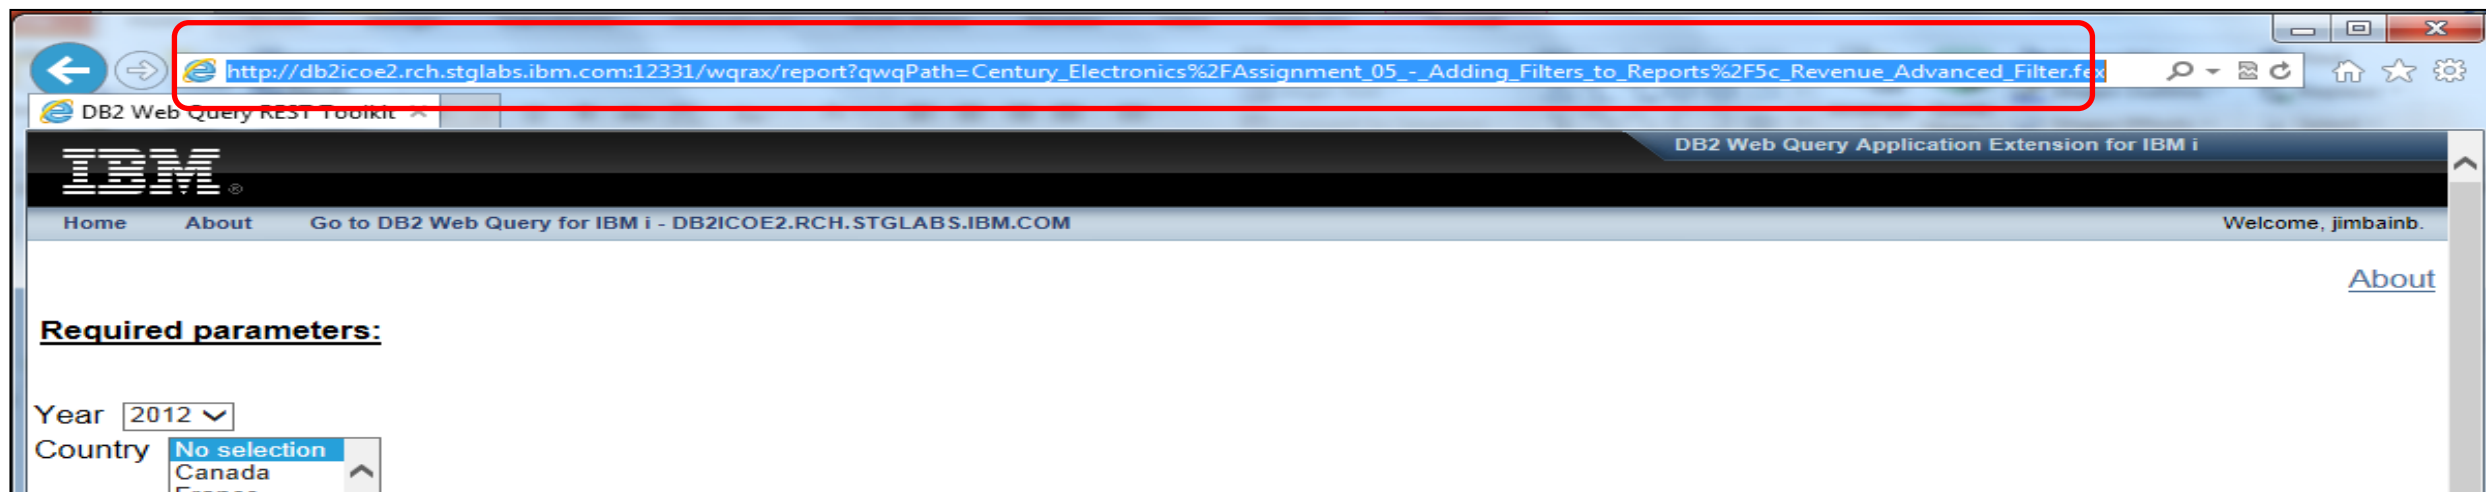 http://db2icoe2.rch.stglabs.ibm.com:12331/wqrax/report?qwqPath=Century_Electronics%2FAssignment_05_-_Adding_Filters_to_Reports%2F5c_Revenue_Advanced_Filter.fex
DB2 Web Query REST Toolkit
DB2 Web Query Application Extension for IBM i
IBM®
Home About Go to DB2 Web Query for IBM i - DB2ICOE2.RCH.STGLABS.IBM.COM Welcome, jimbainb.
About
Required parameters:
Year 2012
Country No selection
Canada
France